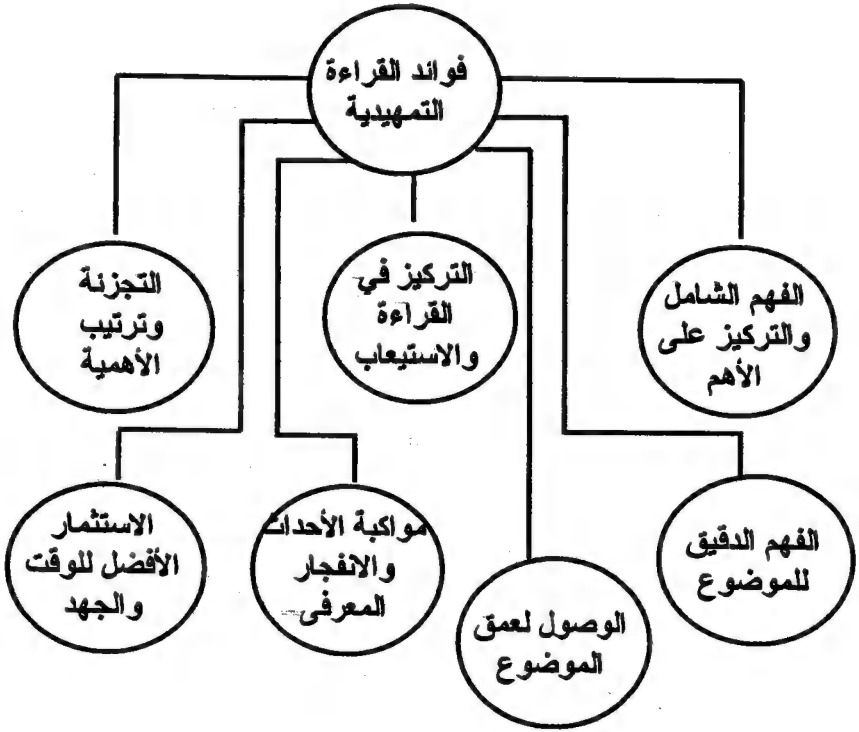 فوائد القراءة
التمهيدية
الفهم الشامل
والتركيز على
الأهم
التركيز في
القراءة
والاستيعاب
التجزئة
وترتيب
الأهمية
الفهم الدقيق
للموضوع
الوصول لعمق
الموضوع
مواكبة الأحداث
والانفجار
المعرفى
الاستثمار
الأفضل للوقت
والجهد